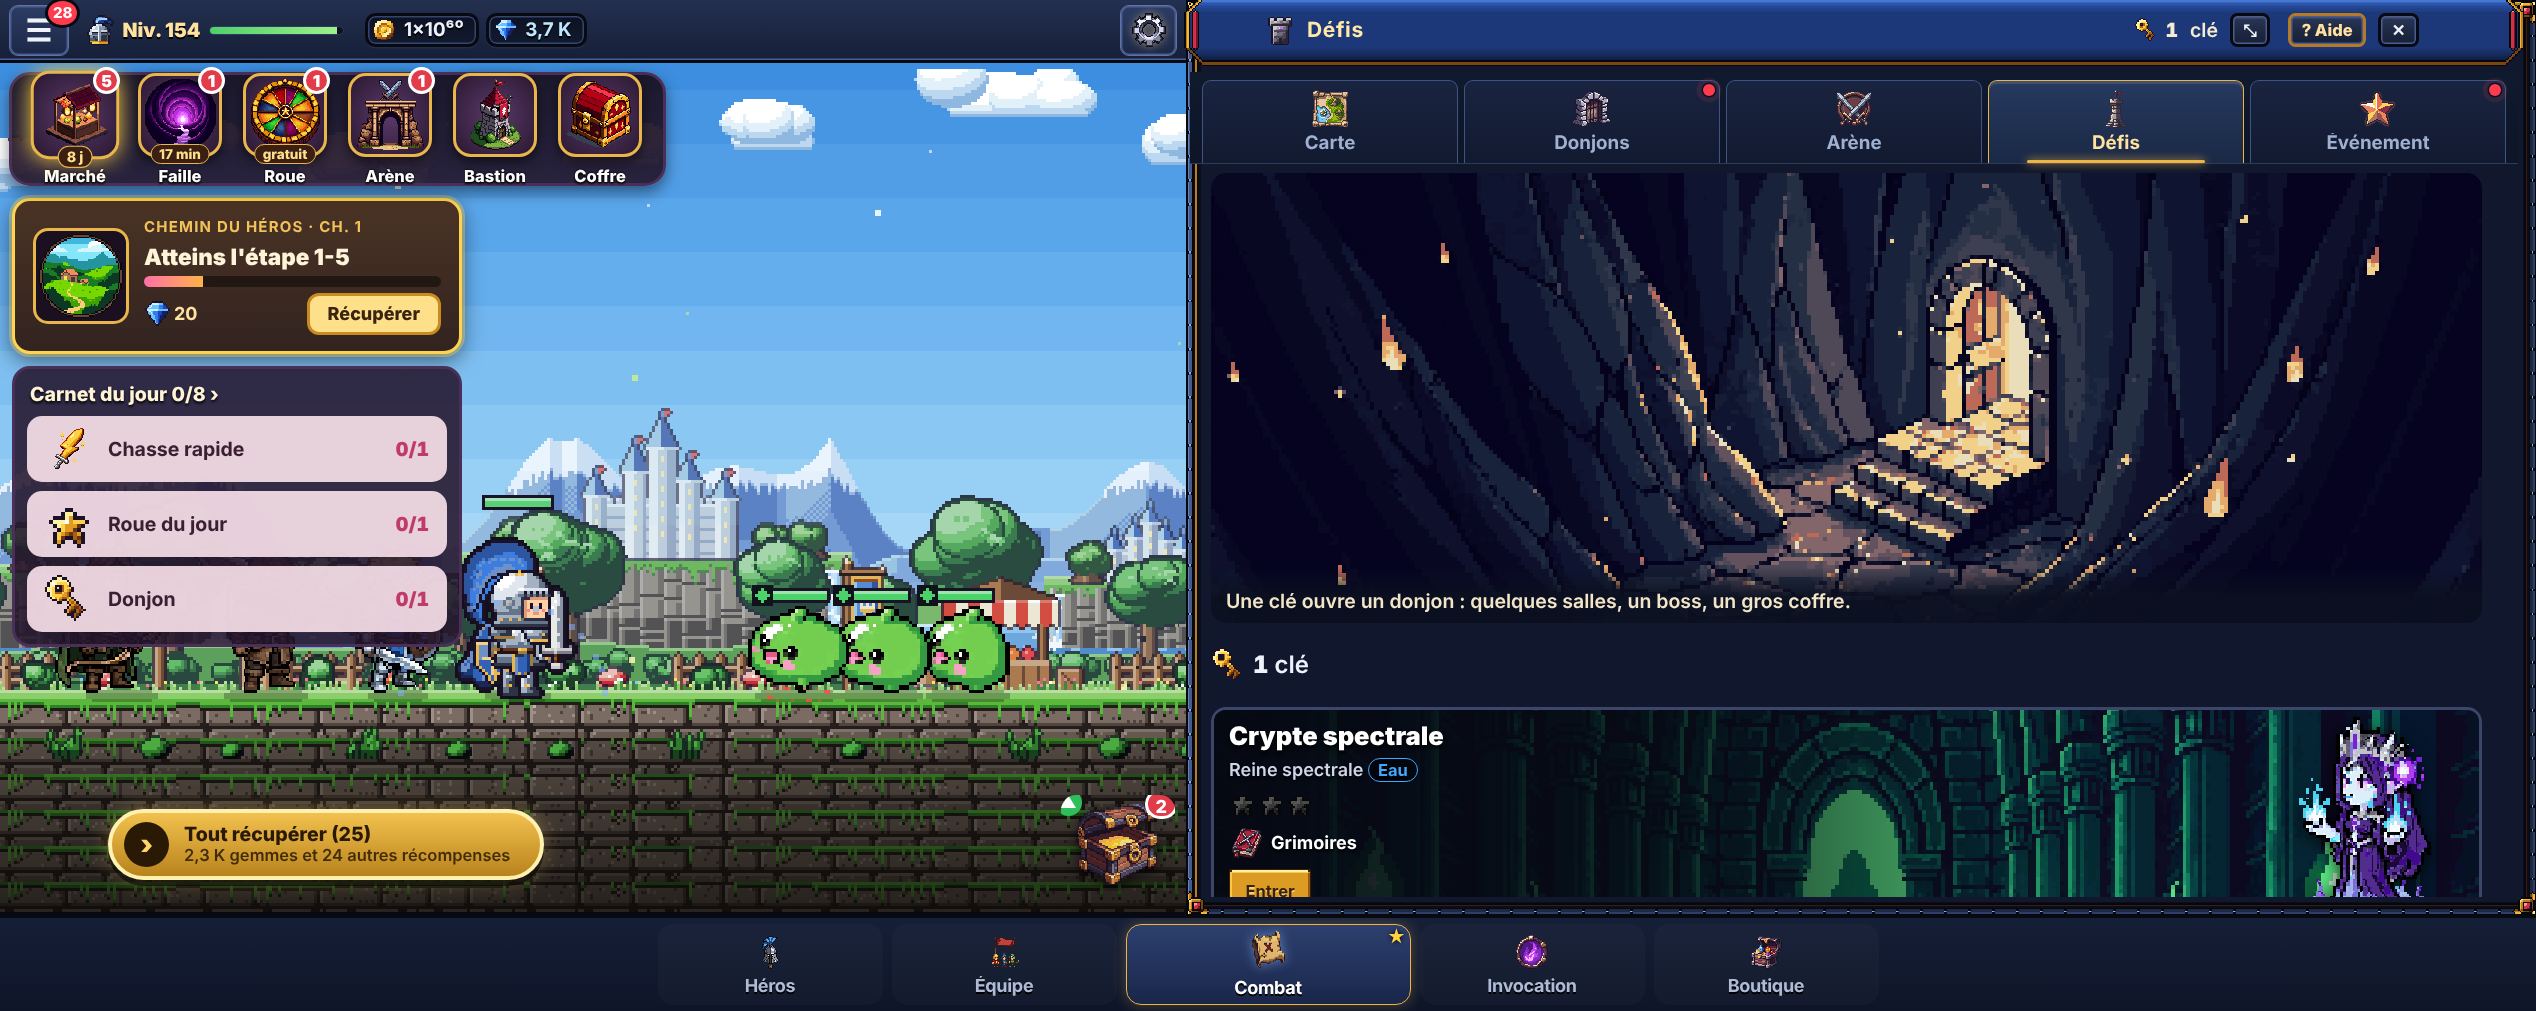 28
Niv. 154
1×10⁶⁰
3,7 K
Défis
1 clé
? Aide
5
8 j
Marché
1
17 min
Faille
1
gratuit
Roue
1
Arène
Bastion
Coffre
CHEMIN DU HÉROS · CH. 1
Atteins l'étape 1-5
20
Récupérer
Carnet du jour 0/8 ›
Chasse rapide 0/1
Roue du jour 0/1
Donjon 0/1
Tout récupérer (25)
2,3 K gemmes et 24 autres récompenses
2
Carte
Donjons
Arène
Défis
Événement
Une clé ouvre un donjon : quelques salles, un boss, un gros coffre.
1 clé
Crypte spectrale
Reine spectrale Eau
Grimoires
Entrer
Héros
Équipe
Combat
Invocation
Boutique